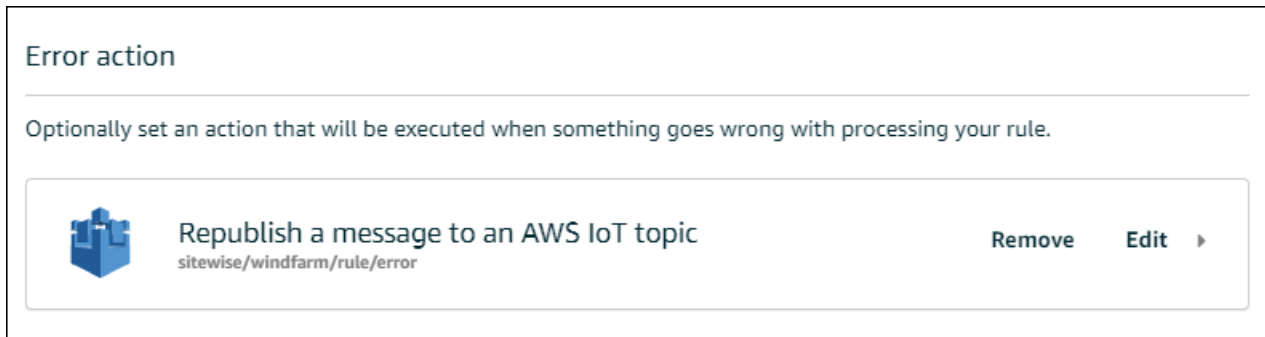 Error action
Optionally set an action that will be executed when something goes wrong with processing your rule.
Republish a message to an AWS IoT topic
sitewise/windfarm/rule/error
Remove Edit